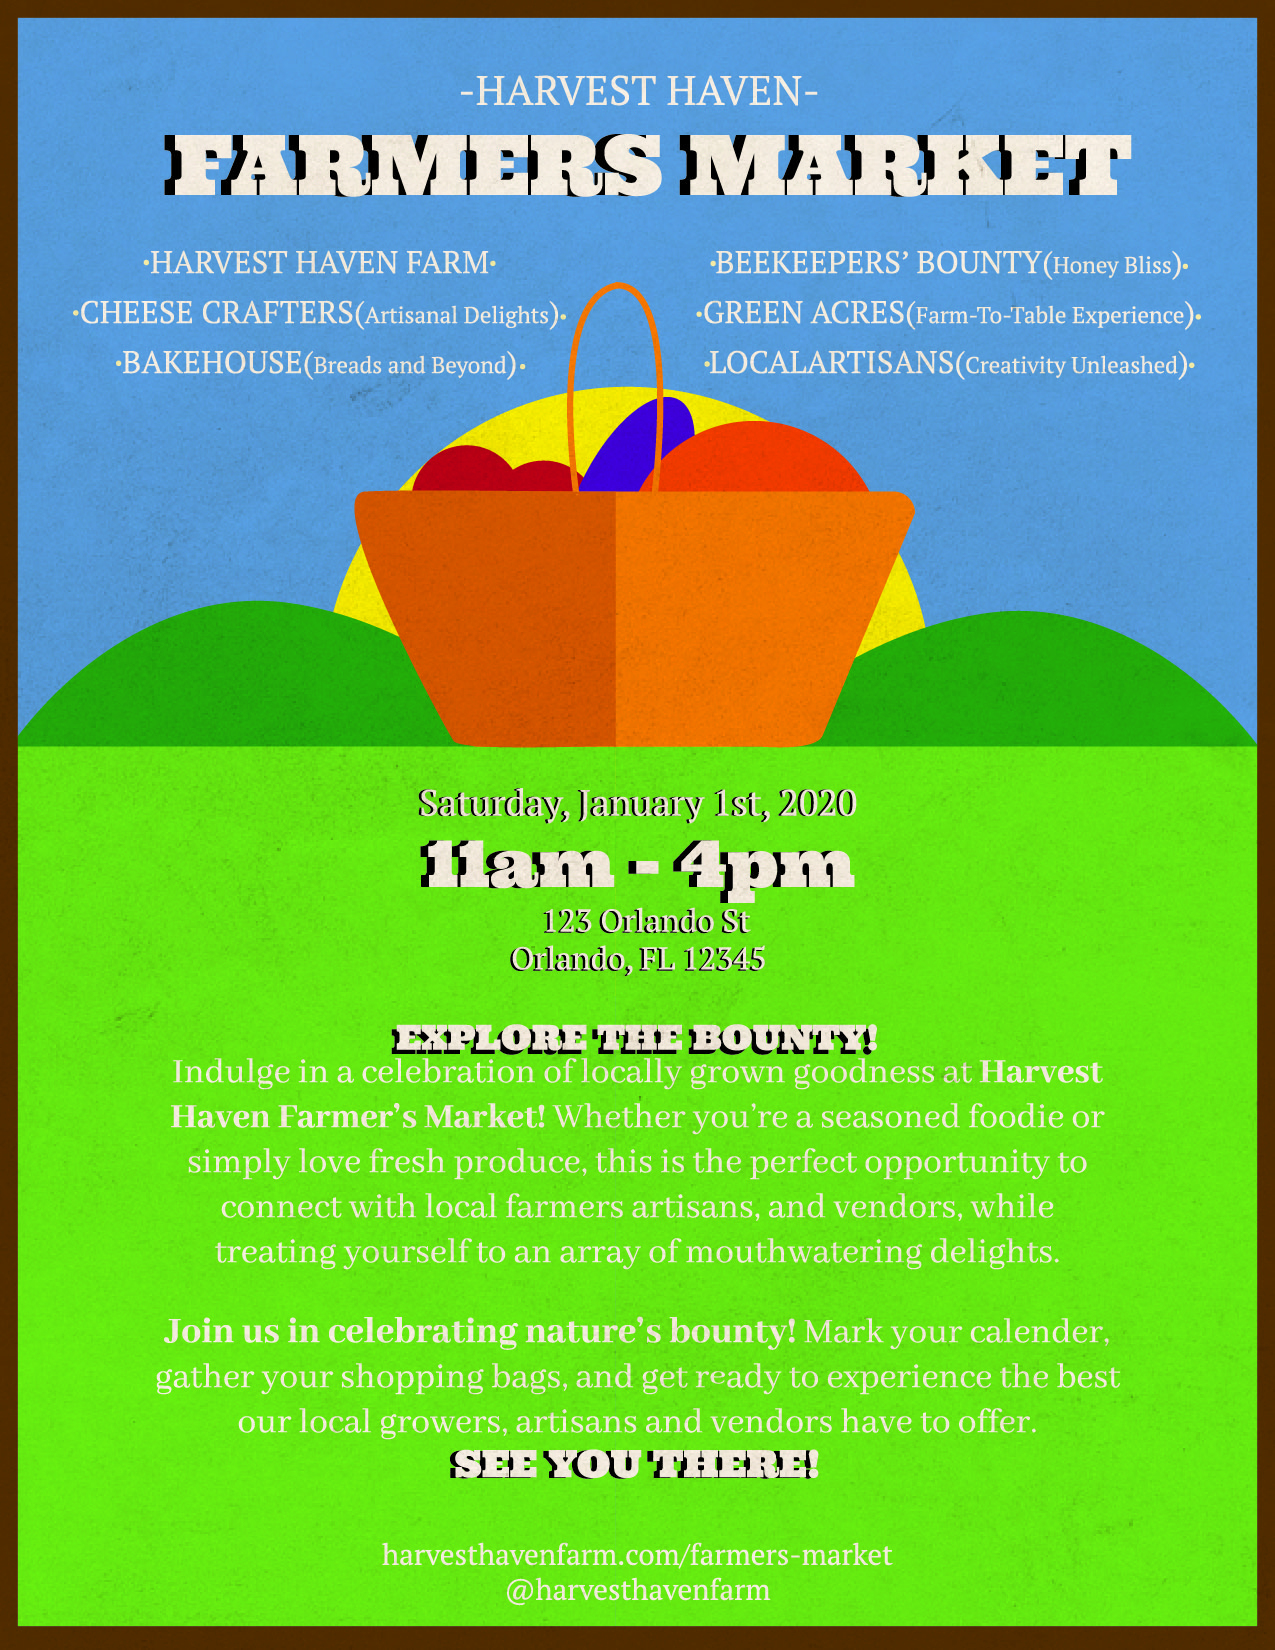 -HARVEST HAVEN-
FARMERS MARKET
·HARVEST HAVEN FARM·
·CHEESE CRAFTERS(Artisanal Delights)·
·BAKEHOUSE(Breads and Beyond)·
·BEEKEEPERS’ BOUNTY(Honey Bliss)·
·GREEN ACRES(Farm-To-Table Experience)·
·LOCALARTISANS(Creativity Unleashed)·
Saturday, January 1st, 2020
11am - 4pm
123 Orlando St
Orlando, FL 12345
EXPLORE THE BOUNTY!
Indulge in a celebration of locally grown goodness at Harvest
Haven Farmer’s Market! Whether you’re a seasoned foodie or
simply love fresh produce, this is the perfect opportunity to
connect with local farmers artisans, and vendors, while
treating yourself to an array of mouthwatering delights.
Join us in celebrating nature’s bounty! Mark your calender,
gather your shopping bags, and get ready to experience the best
our local growers, artisans and vendors have to offer.
SEE YOU THERE!
harvesthavenfarm.com/farmers-market
@harvesthavenfarm